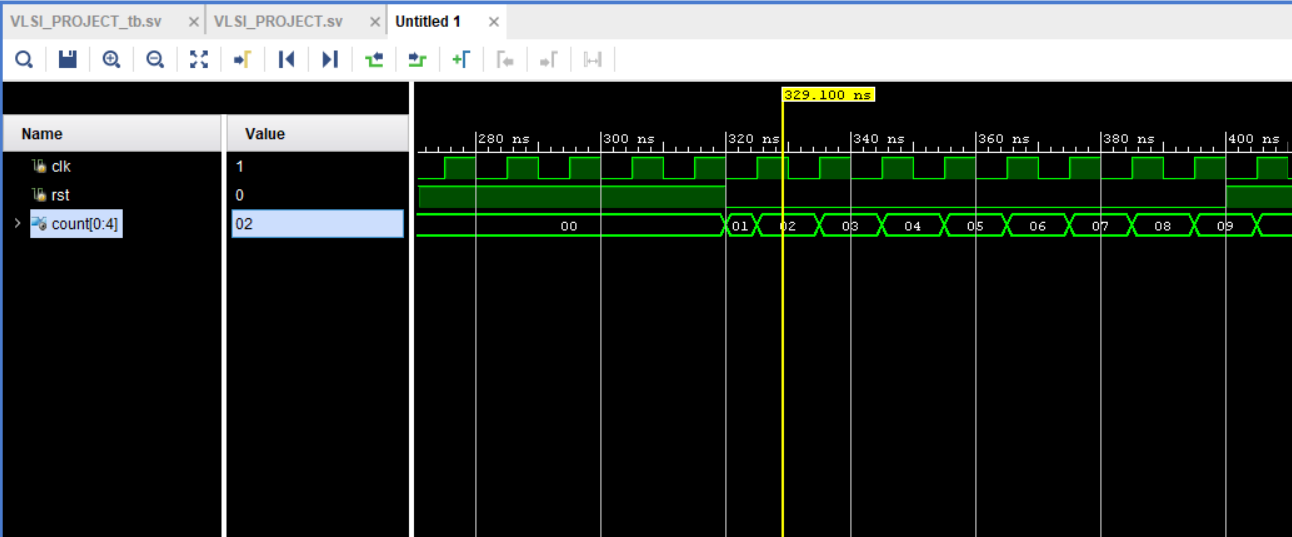 VLSI_PROJECT_tb.sv × VLSI_PROJECT.sv × Untitled 1 ×
329.100 ns
Name Value
280 ns 300 ns 320 ns 340 ns 360 ns 380 ns 400 ns
clk 1
rst 0
count[0:4] 02 00 01 02 03 04 05 06 07 08 09